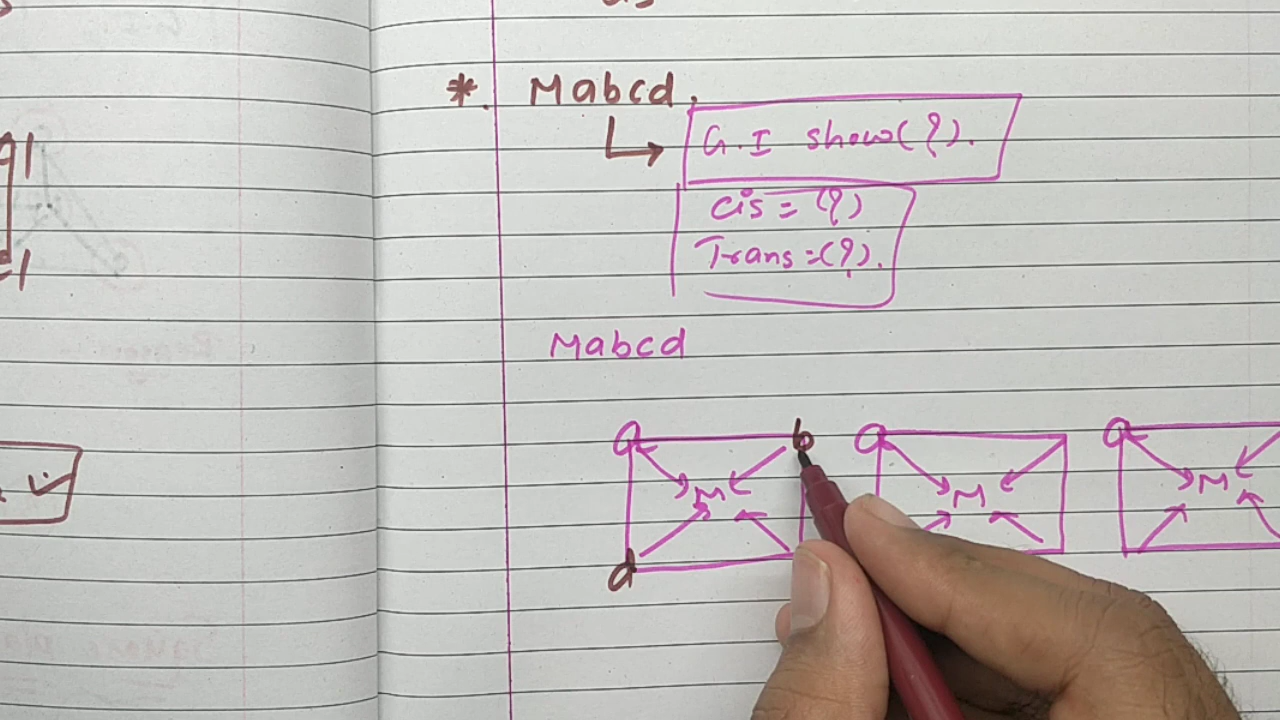 *. Mabcd.
G.I show(?).
cis = (?)
Trans = (?).
Mabcd
a b a a
M M M
d